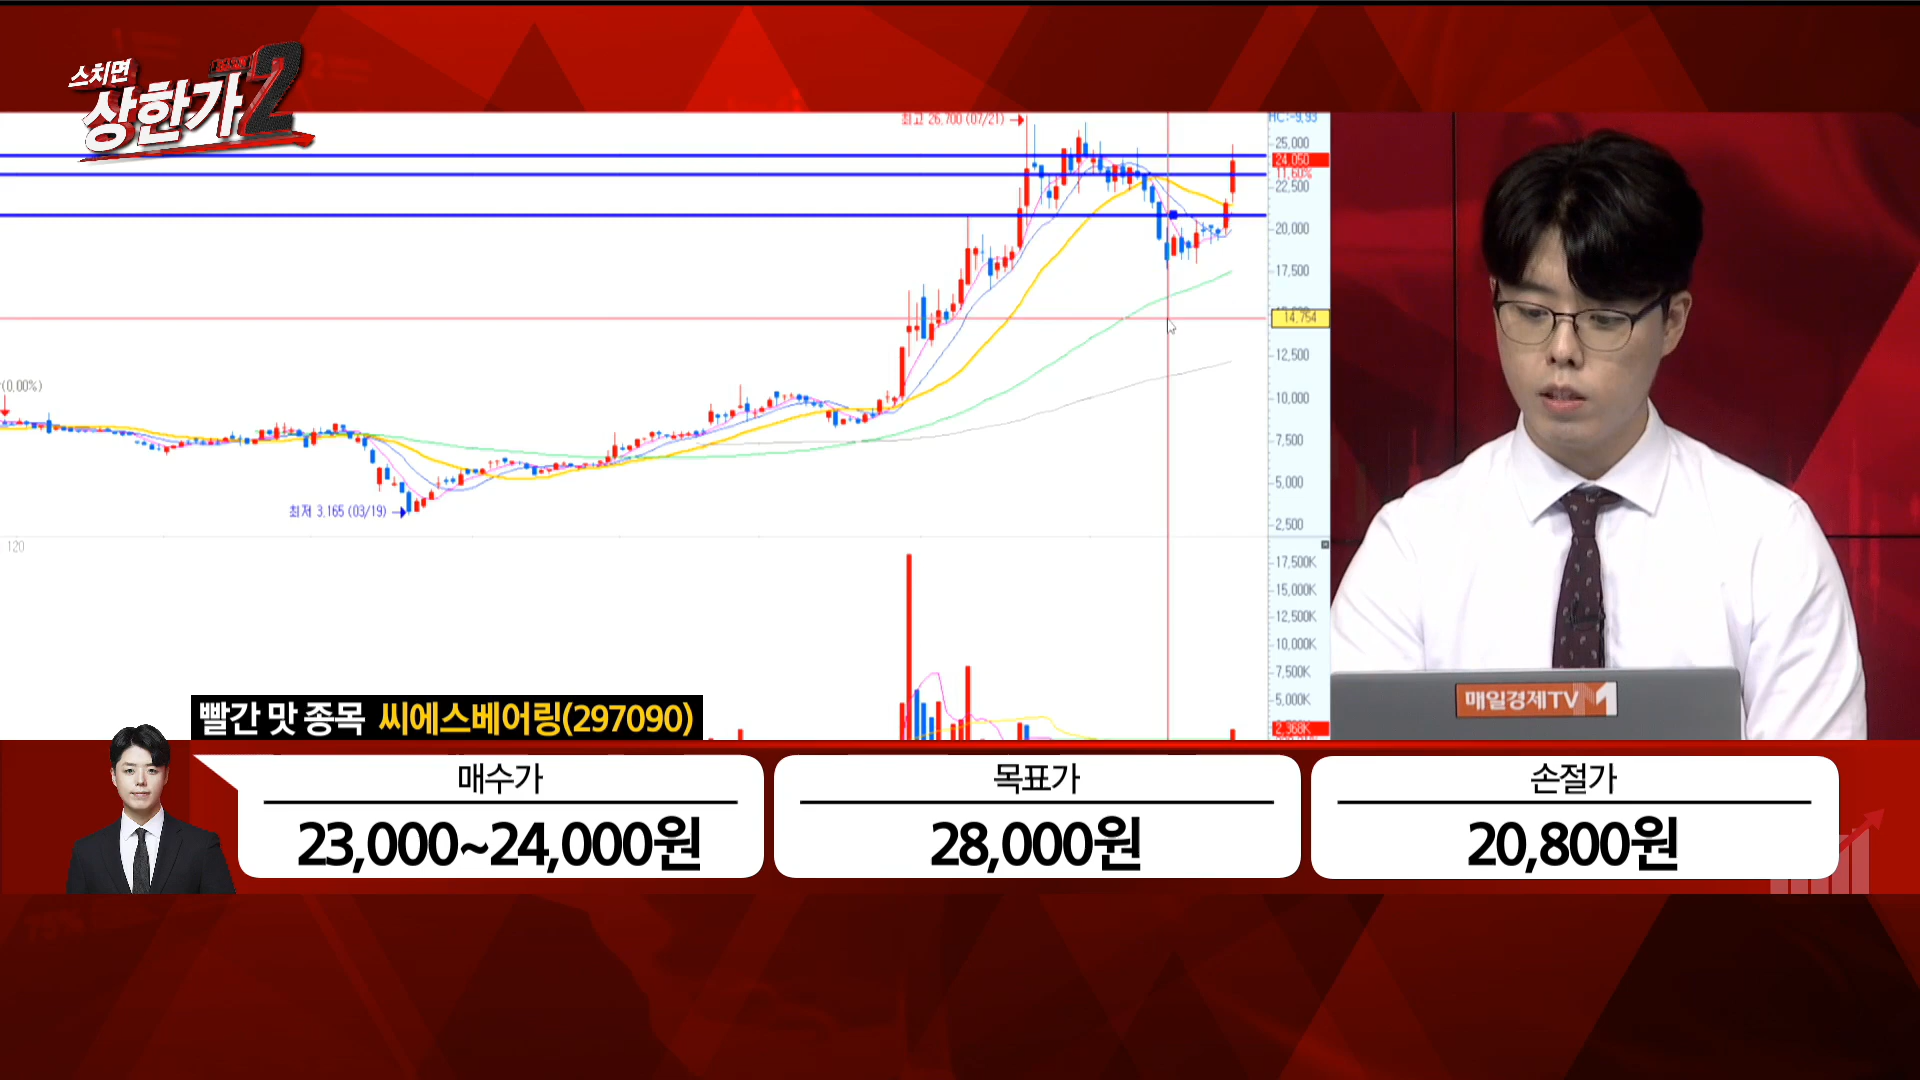 스치면
상한가2
최고 26,700 (07/21)
HC:-9.93
25,000
24,050
11.60%
22,500
20,000
17,500
14,754
12,500
10,000
7,500
5,000
2,500
(0.00%)
최저 3,165 (03/19)
120
17,500K
15,000K
12,500K
10,000K
7,500K
5,000K
2,368K
매일경제TV M
빨간 맛 종목 씨에스베어링(297090)
매수가
23,000~24,000원
목표가
28,000원
손절가
20,800원